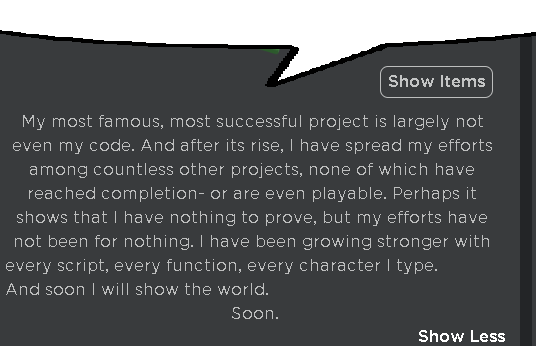 Show Items
My most famous, most successful project is largely not
even my code. And after its rise, I have spread my efforts
among countless other projects, none of which have
reached completion- or are even playable. Perhaps it
shows that I have nothing to prove, but my efforts have
not been for nothing. I have been growing stronger with
every script, every function, every character I type.
And soon I will show the world.
Soon.
Show Less